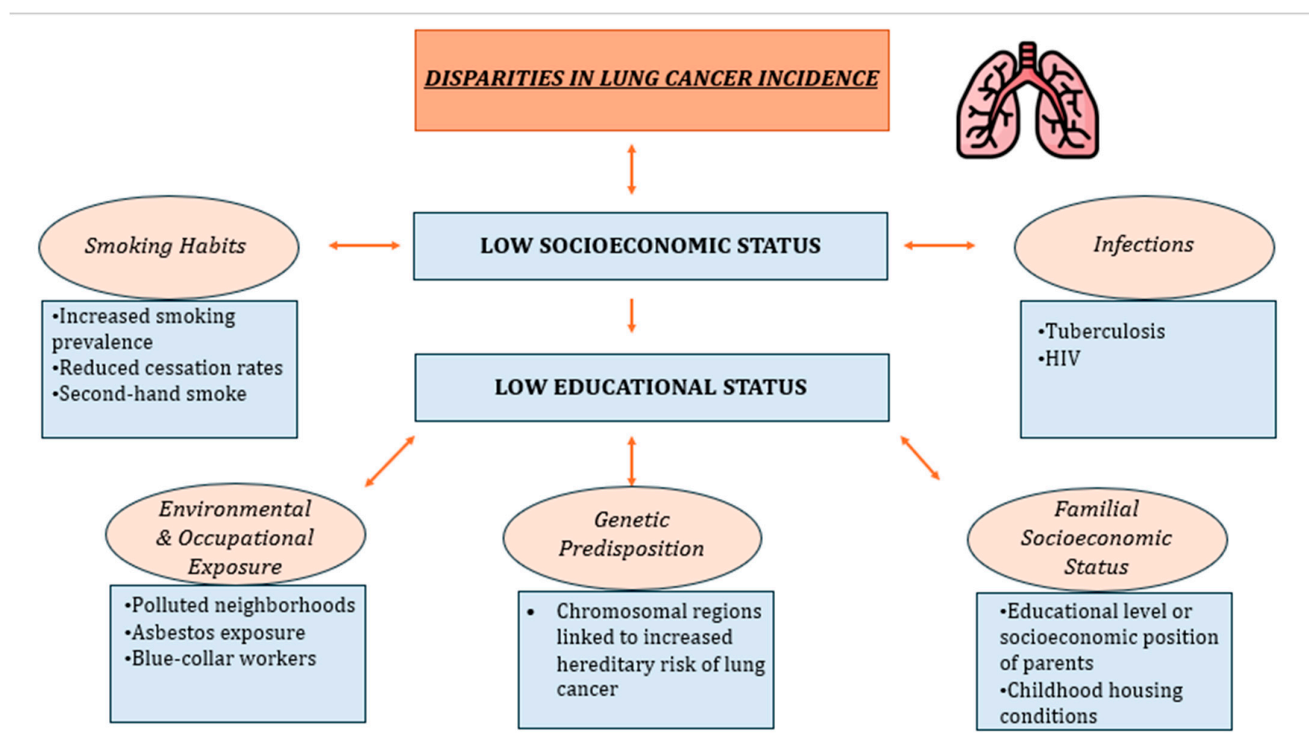 DISPARITIES IN LUNG CANCER INCIDENCE
Smoking Habits
•Increased smoking
prevalence
•Reduced cessation rates
•Second-hand smoke
LOW SOCIOECONOMIC STATUS
Infections
•Tuberculosis
•HIV
LOW EDUCATIONAL STATUS
Environmental
& Occupational
Exposure
•Polluted neighborhoods
•Asbestos exposure
•Blue-collar workers
Genetic
Predisposition
• Chromosomal regions
linked to increased
hereditary risk of lung
cancer
Familial
Socioeconomic
Status
•Educational level or
socioeconomic position
of parents
•Childhood housing
conditions